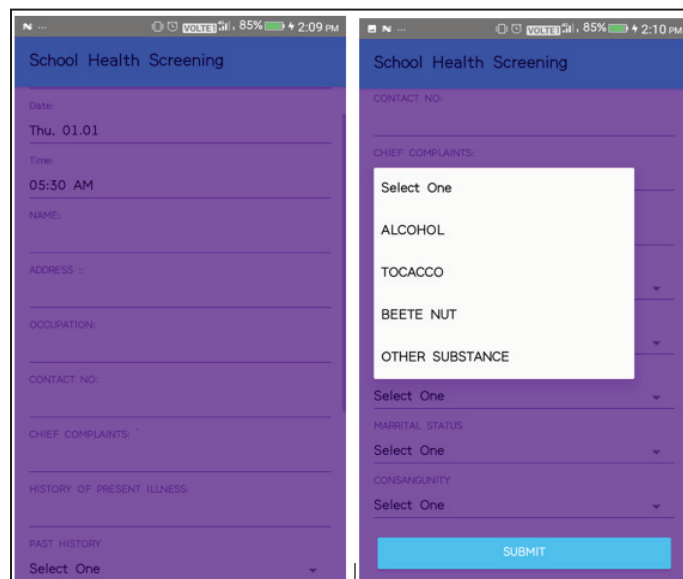 N ... VOLTE 85% 2:09 PM
School Health Screening
Date:
Thu. 01.01
Time:
05:30 AM
NAME:
ADDRESS ::
OCCUPATION:
CONTACT NO:
CHIEF COMPLAINTS:
HISTORY OF PRESENT ILLNESS:
PAST HISTORY
Select One
N ... VOLTE 85% 2:10 PM
School Health Screening
CONTACT NO:
CHIEF COMPLAINTS:
Select One
ALCOHOL
TOCACCO
BEETE NUT
OTHER SUBSTANCE
Select One
MARRITAL STATUS
Select One
CONSANGUNITY
Select One
SUBMIT